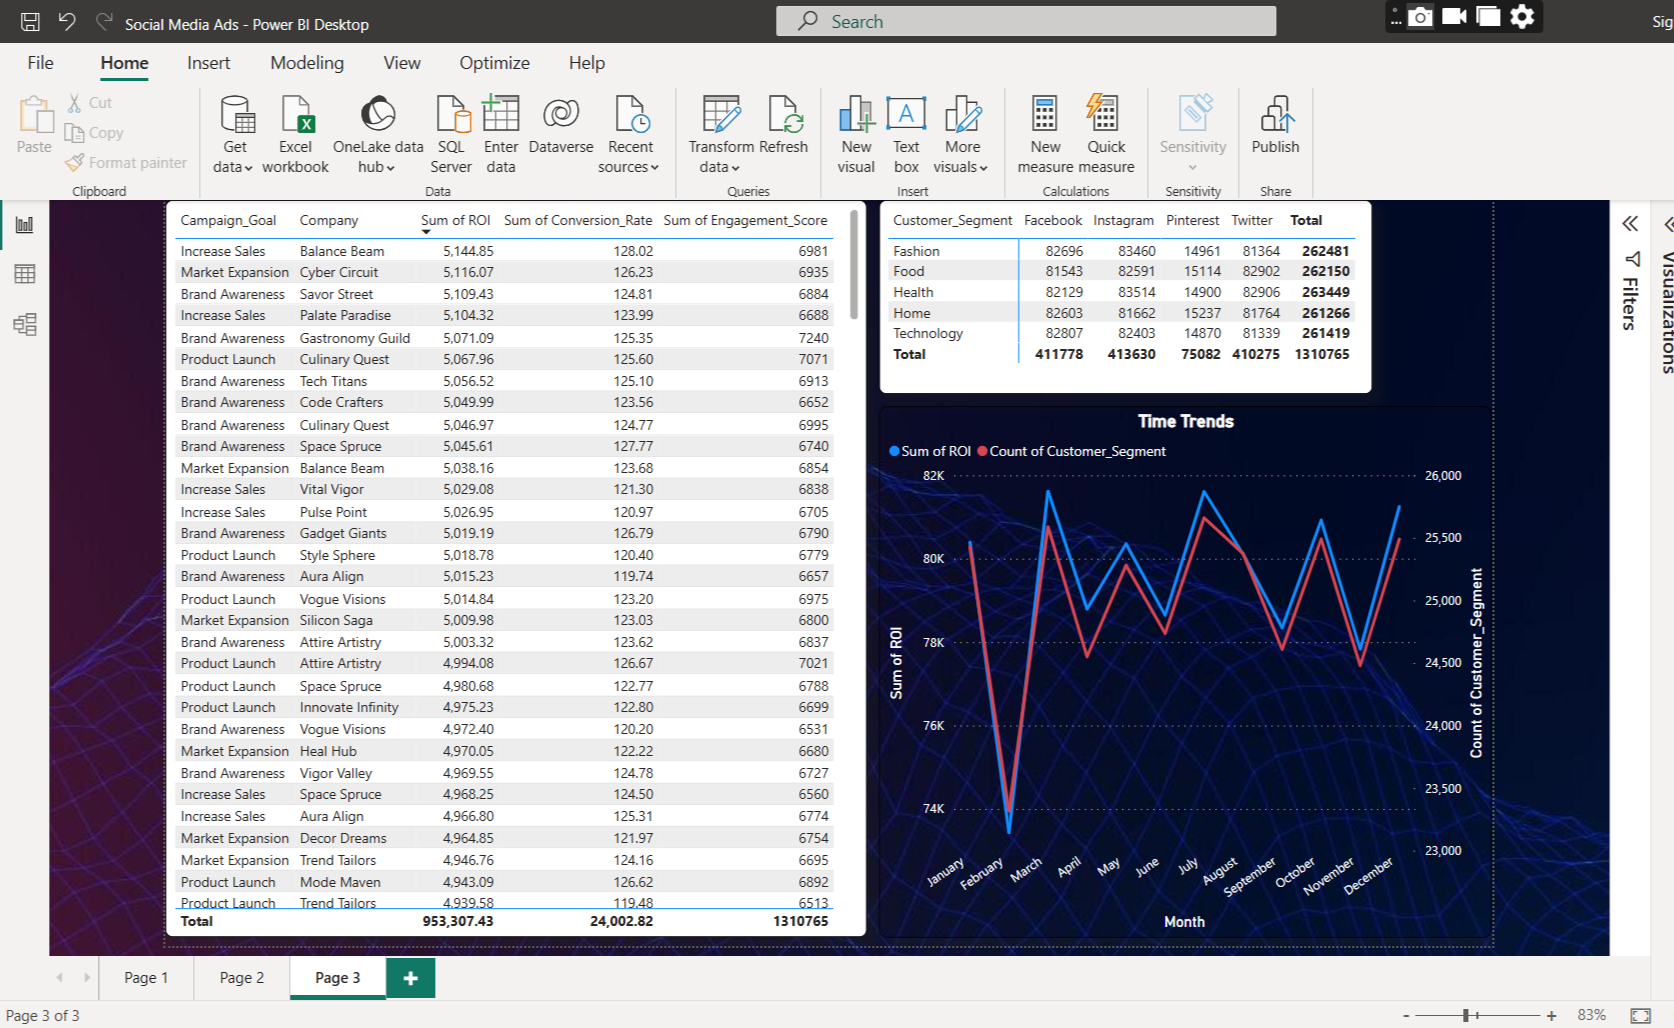 Social Media Ads - Power BI Desktop
Search
Sig
File Home Insert Modeling View Optimize Help
Paste
Cut
Copy
Format painter
Clipboard
Get data
Excel workbook
OneLake data hub
SQL Server
Enter data
Dataverse
Recent sources
Data
Transform data
Refresh
Queries
New visual
Text box
More visuals
Insert
New measure
Quick measure
Calculations
Sensitivity
Sensitivity
Publish
Share
Campaign_Goal Company Sum of ROI Sum of Conversion_Rate Sum of Engagement_Score
Increase Sales Balance Beam 5,144.85 128.02 6981
Market Expansion Cyber Circuit 5,116.07 126.23 6935
Brand Awareness Savor Street 5,109.43 124.81 6884
Increase Sales Palate Paradise 5,104.32 123.99 6688
Brand Awareness Gastronomy Guild 5,071.09 125.35 7240
Product Launch Culinary Quest 5,067.96 125.60 7071
Brand Awareness Tech Titans 5,056.52 125.10 6913
Brand Awareness Code Crafters 5,049.99 123.56 6652
Brand Awareness Culinary Quest 5,046.97 124.77 6995
Brand Awareness Space Spruce 5,045.61 127.77 6740
Market Expansion Balance Beam 5,038.16 123.68 6854
Increase Sales Vital Vigor 5,029.08 121.30 6838
Increase Sales Pulse Point 5,026.95 120.97 6705
Brand Awareness Gadget Giants 5,019.19 126.79 6790
Product Launch Style Sphere 5,018.78 120.40 6779
Brand Awareness Aura Align 5,015.23 119.74 6657
Product Launch Vogue Visions 5,014.84 123.20 6975
Market Expansion Silicon Saga 5,009.98 123.03 6800
Brand Awareness Attire Artistry 5,003.32 123.62 6837
Product Launch Attire Artistry 4,994.08 126.67 7021
Product Launch Space Spruce 4,980.68 122.77 6788
Product Launch Innovate Infinity 4,975.23 122.80 6699
Brand Awareness Vogue Visions 4,972.40 120.20 6531
Market Expansion Heal Hub 4,970.05 122.22 6680
Brand Awareness Vigor Valley 4,969.55 124.78 6727
Increase Sales Space Spruce 4,968.25 124.50 6560
Increase Sales Aura Align 4,966.80 125.31 6774
Market Expansion Decor Dreams 4,964.85 121.97 6754
Market Expansion Trend Tailors 4,946.76 124.16 6695
Product Launch Mode Maven 4,943.09 126.62 6892
Product Launch Trend Tailors 4,939.58 119.48 6513
Total 953,307.43 24,002.82 1310765
Customer_Segment Facebook Instagram Pinterest Twitter Total
Fashion 82696 83460 14961 81364 262481
Food 81543 82591 15114 82902 262150
Health 82129 83514 14900 82906 263449
Home 82603 81662 15237 81764 261266
Technology 82807 82403 14870 81339 261419
Total 411778 413630 75082 410275 1310765
Time Trends
Sum of ROI Count of Customer_Segment
82K
80K
78K
76K
74K
Sum of ROI
26,000
25,500
25,000
24,500
24,000
23,500
23,000
Count of Customer_Segment
January February March April May June July August September October November December
Month
Filters
Visualizations
Page 1 Page 2 Page 3 +
Page 3 of 3
- + 83%